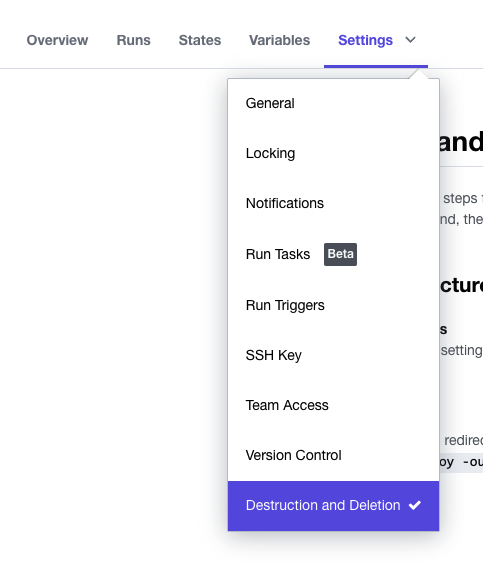 Overview Runs States Variables Settings
General
Locking
Notifications
Run Tasks Beta
Run Triggers
SSH Key
Team Access
Version Control
Destruction and Deletion
and
steps
nd, the
cture
s
setting
redirec
oy -ou